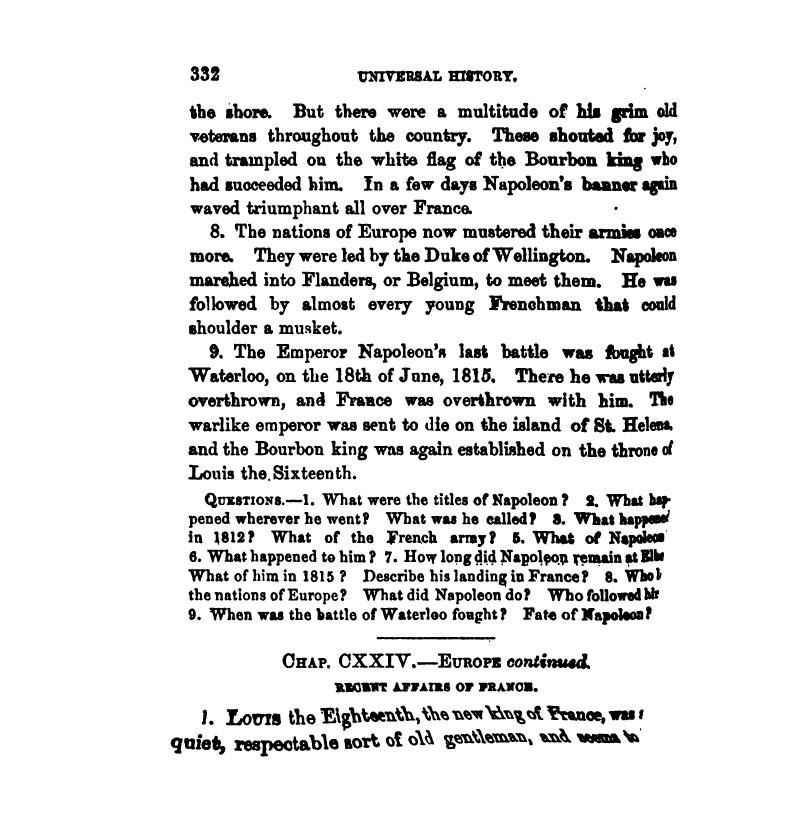 332 UNIVERSAL HISTORY.
the shore. But there were a multitude of his grim old
veterans throughout the country. These shouted for joy,
and trampled on the white flag of the Bourbon king who
had succeeded him. In a few days Napoleon's banner again
waved triumphant all over France.
8. The nations of Europe now mustered their armies once
more. They were led by the Duke of Wellington. Napoleon
marched into Flanders, or Belgium, to meet them. He was
followed by almost every young Frenchman that could
shoulder a musket.
9. The Emperor Napoleon's last battle was fought at
Waterloo, on the 18th of June, 1815. There he was utterly
overthrown, and France was overthrown with him. The
warlike emperor was sent to die on the island of St. Helena,
and the Bourbon king was again established on the throne of
Louis the Sixteenth.
QUESTIONS.—1. What were the titles of Napoleon? 2. What hap-
pened wherever he went? What was he called? 3. What happened
in 1812? What of the French army? 5. What of Napoleon
6. What happened to him? 7. How long did Napoleon remain at Elba
What of him in 1815? Describe his landing in France? 8. Who
the nations of Europe? What did Napoleon do? Who followed
9. When was the battle of Waterloo fought? Fate of Napoleon?
CHAP. CXXIV.—EUROPE continued.
RECENT AFFAIRS OF FRANCE.
1. LOUIS the Eighteenth, the new king of France, was
quiet, respectable sort of old gentleman, and seems to